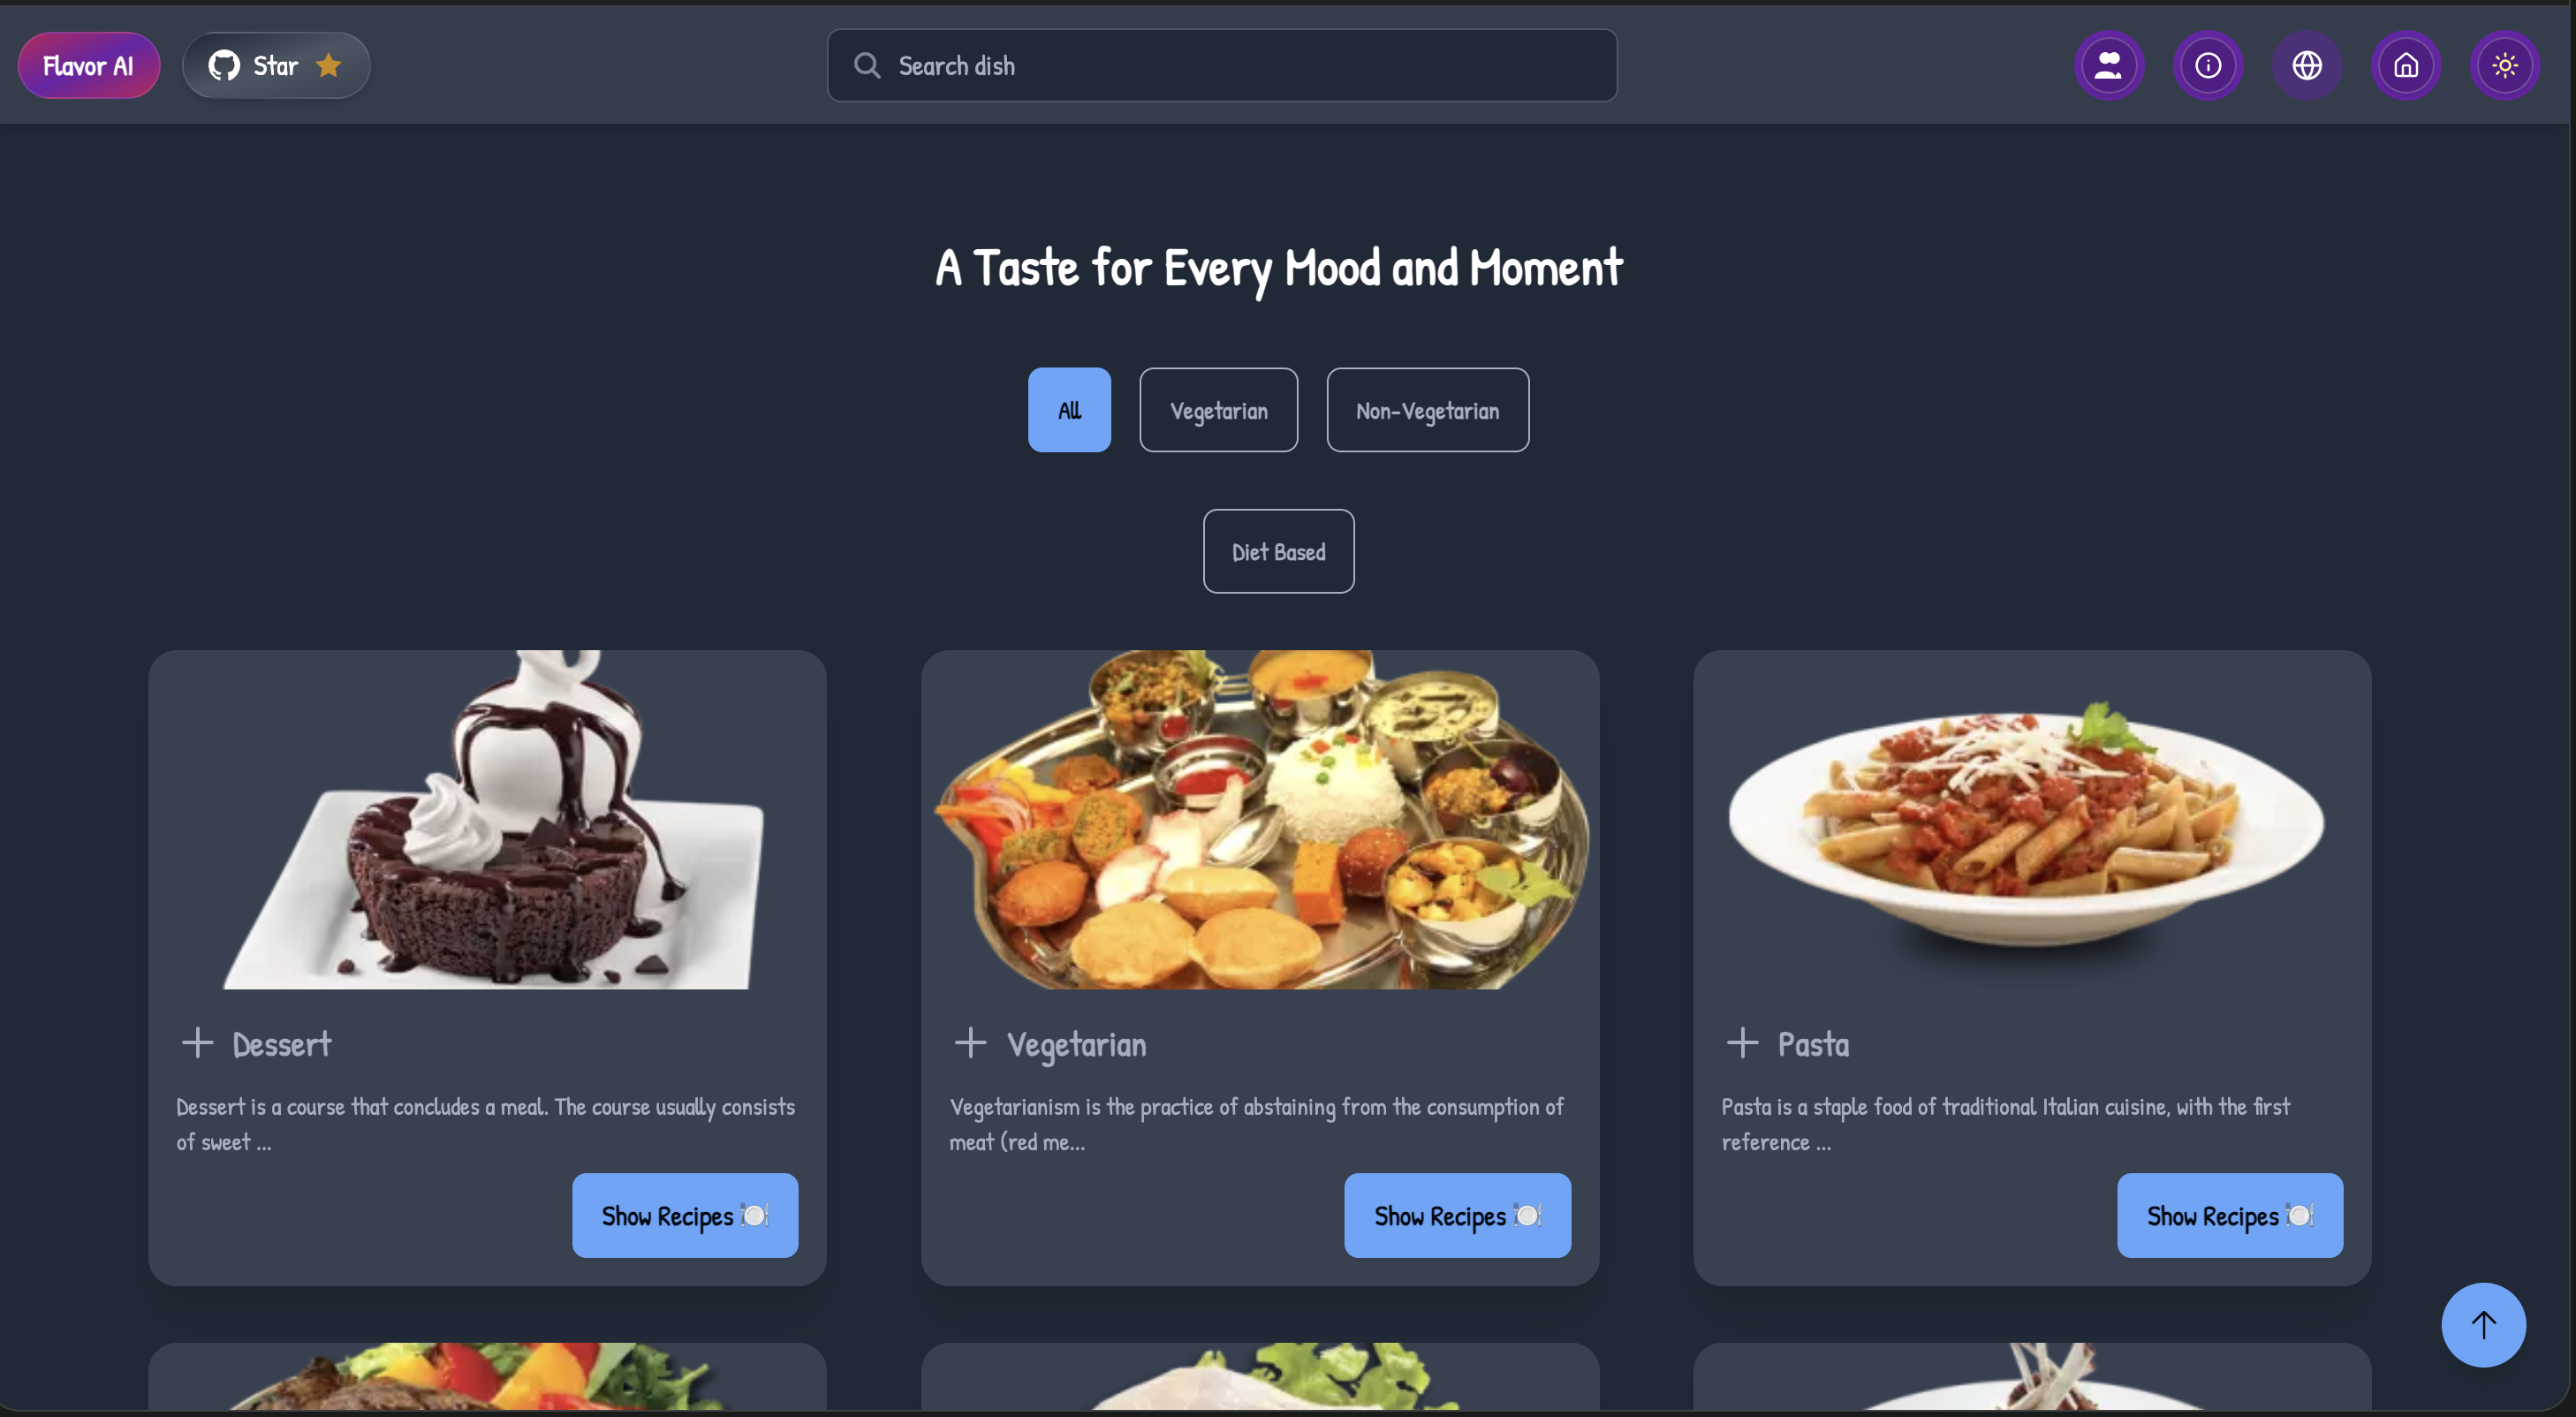 Flavor AI
Star
Search dish
A Taste for Every Mood and Moment
All
Vegetarian
Non-Vegetarian
Diet Based
Dessert
Dessert is a course that concludes a meal. The course usually consists
of sweet ...
Show Recipes
Vegetarian
Vegetarianism is the practice of abstaining from the consumption of
meat (red me...
Show Recipes
Pasta
Pasta is a staple food of traditional Italian cuisine, with the first
reference ...
Show Recipes